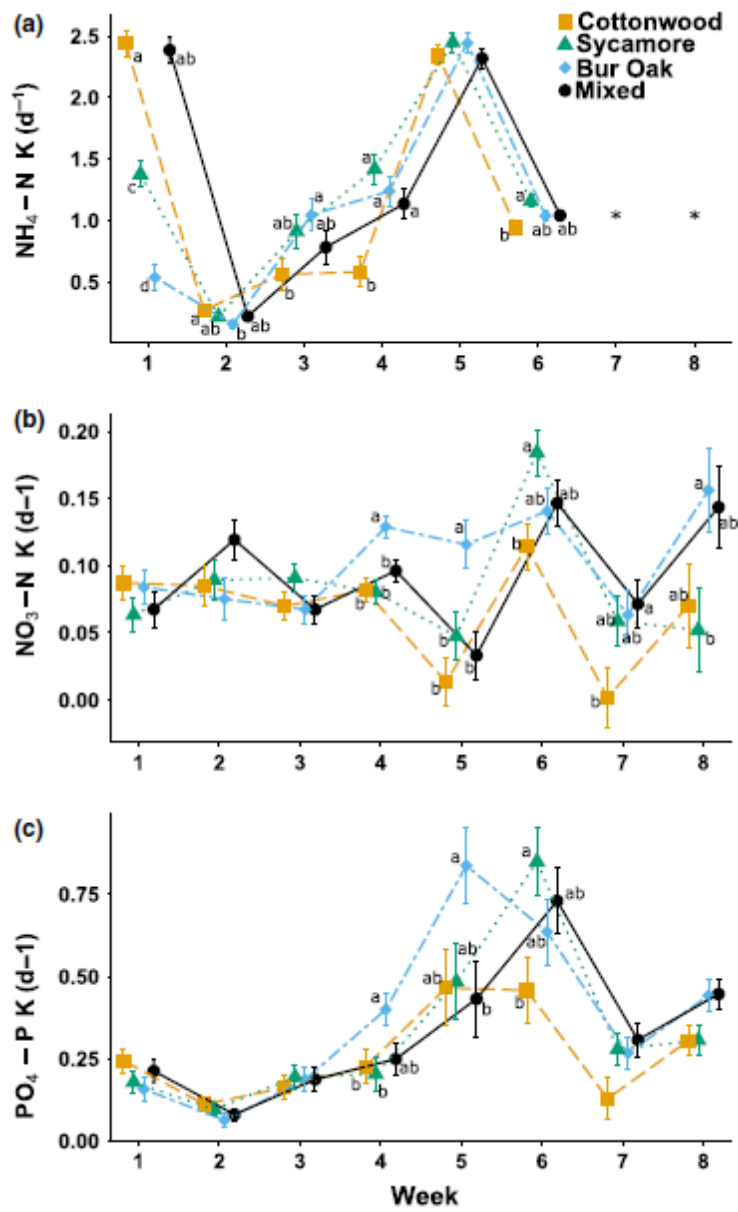 (a)
Cottonwood
Sycamore
Bur Oak
Mixed
NH₄ – N K (d⁻¹)
2.5
2.0
1.5
1.0
0.5
a
ab
c
d
a
ab
b
ab
ab
a
ab
b
a
a
a
b
a
b
ab
ab
*
*
1 2 3 4 5 6 7 8
(b)
NO₃ – N K (d–1)
0.20
0.15
0.10
0.05
0.00
a
b
b
b
a
b
b
b
a
ab
ab
b
a
ab
ab
b
a
ab
ab
b
1 2 3 4 5 6 7 8
(c)
PO₄ – P K (d–1)
0.75
0.50
0.25
0.00
a
b
b
ab
a
ab
ab
b
a
ab
ab
b
1 2 3 4 5 6 7 8
Week